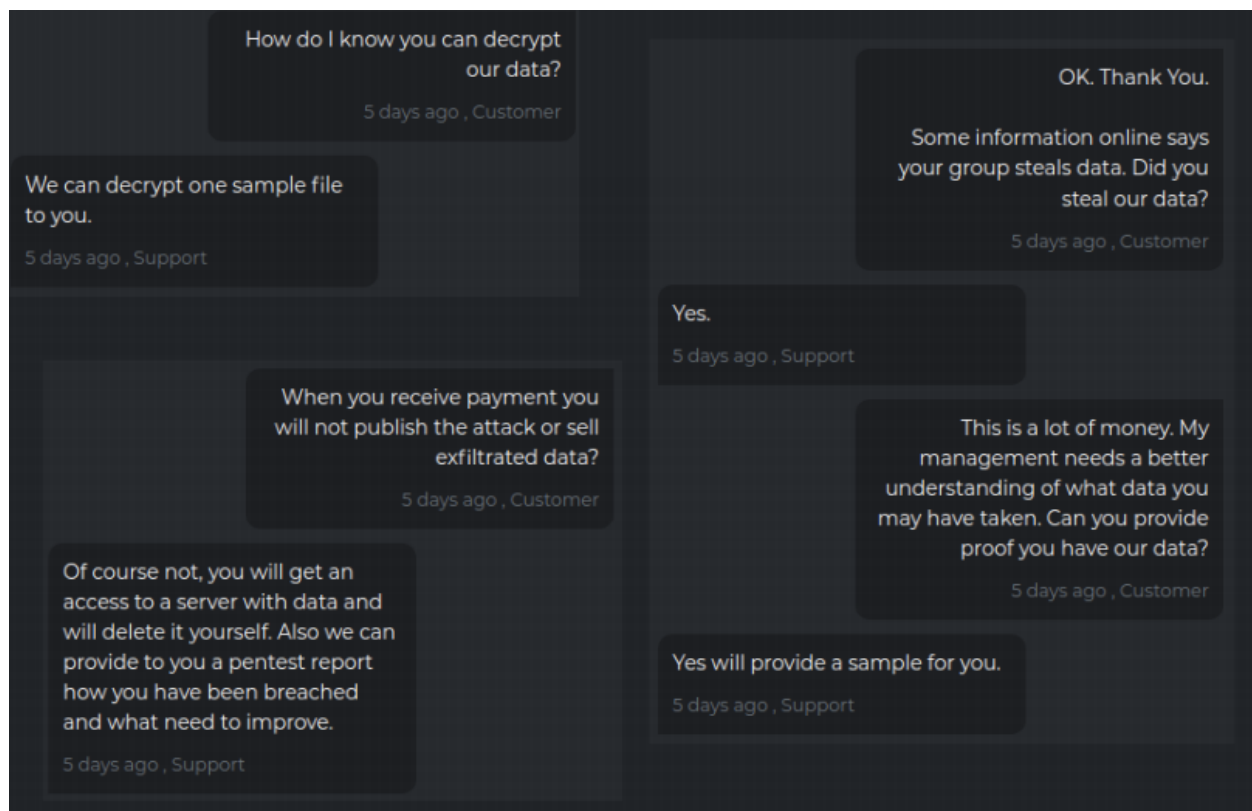 How do I know you can decrypt
our data?
5 days ago , Customer
We can decrypt one sample file
to you.
5 days ago , Support
When you receive payment you
will not publish the attack or sell
exfiltrated data?
5 days ago , Customer
Of course not, you will get an
access to a server with data and
will delete it yourself. Also we can
provide to you a pentest report
how you have been breached
and what need to improve.
5 days ago , Support
OK. Thank You.
Some information online says
your group steals data. Did you
steal our data?
5 days ago , Customer
Yes.
5 days ago , Support
This is a lot of money. My
management needs a better
understanding of what data you
may have taken. Can you provide
proof you have our data?
5 days ago , Customer
Yes will provide a sample for you.
5 days ago , Support